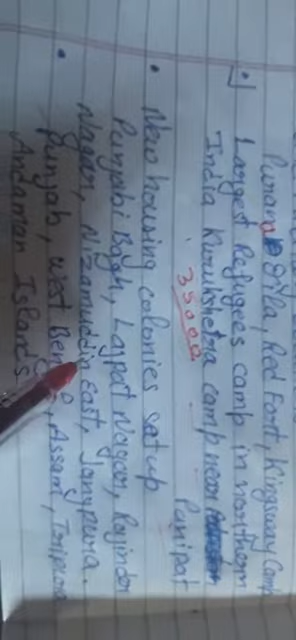 Purana Qila, Red Fort, Kingsway Camp
Largest Refugees camp in northern
India Kurukshetra camp near
Panipat
35000
• New housing colonies set up
Punjabi Bagh, Lajpat Nagar, Rajinder
Nagar, Nizamuddin East, Jangpura.
• Punjab, West Ben, Assam, Tripura
Andaman Islands